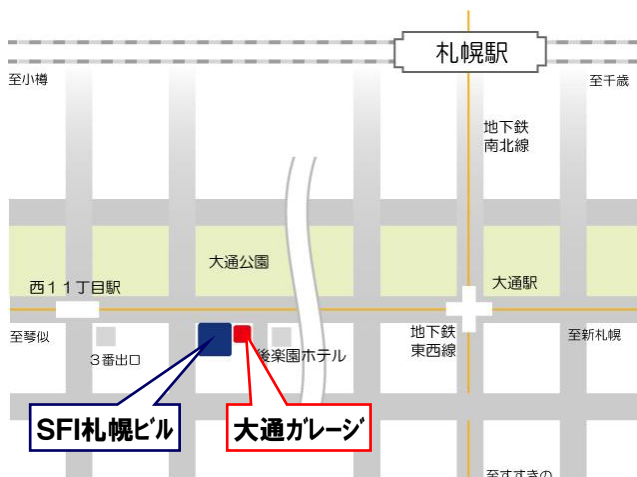 札幌駅
至小樽
至千歳
地下鉄
南北線
大通公園
大通駅
西11丁目駅
至琴似
3番出口
後楽園ホテル
地下鉄
東西線
至新札幌
SFI札幌ビル
大通ガレージ
至すすきの